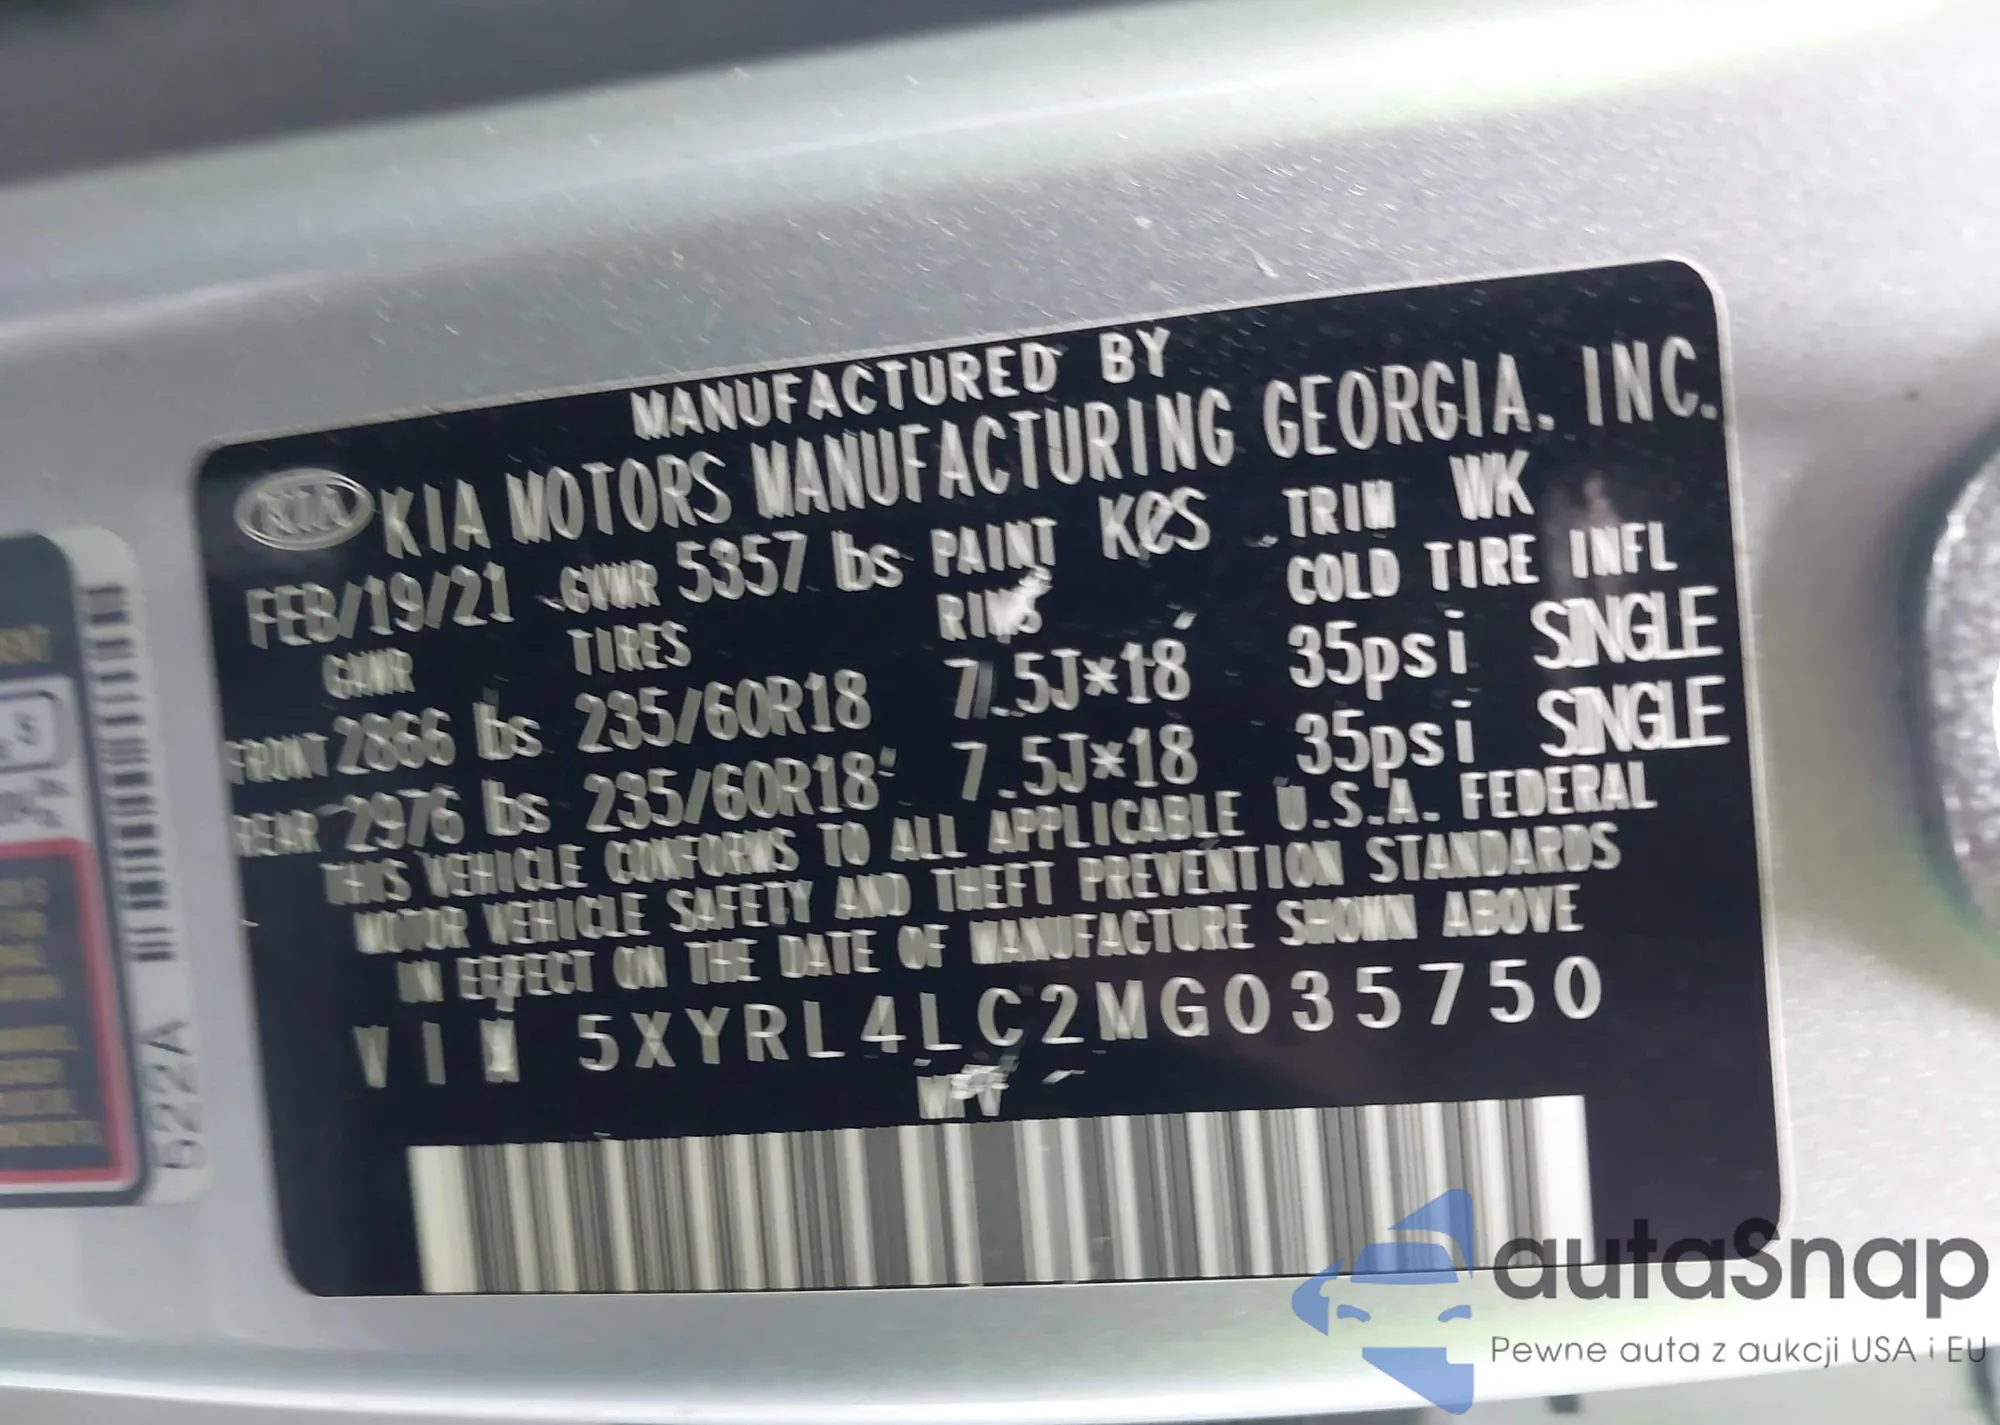 MANUFACTURED BY
KIA KIA MOTORS MANUFACTURING GEORGIA, INC.
FEB/19/21 GVWR 5357 lbs PAINT KCS TRIM WK
GAWR TIRES RIMS COLD TIRE INFL
FRONT 2866 lbs 235/60R18 7.5J×18 35psi SINGLE
REAR 2976 lbs 235/60R18 7.5J×18 35psi SINGLE
THIS VEHICLE CONFORMS TO ALL APPLICABLE U.S.A. FEDERAL
MOTOR VEHICLE SAFETY AND THEFT PREVENTION STANDARDS
IN EFFECT ON THE DATE OF MANUFACTURE SHOWN ABOVE
VIN 5XYRL4LC2MG035750
MPV
522A
autaSnap
Pewne auta z aukcji USA i EU